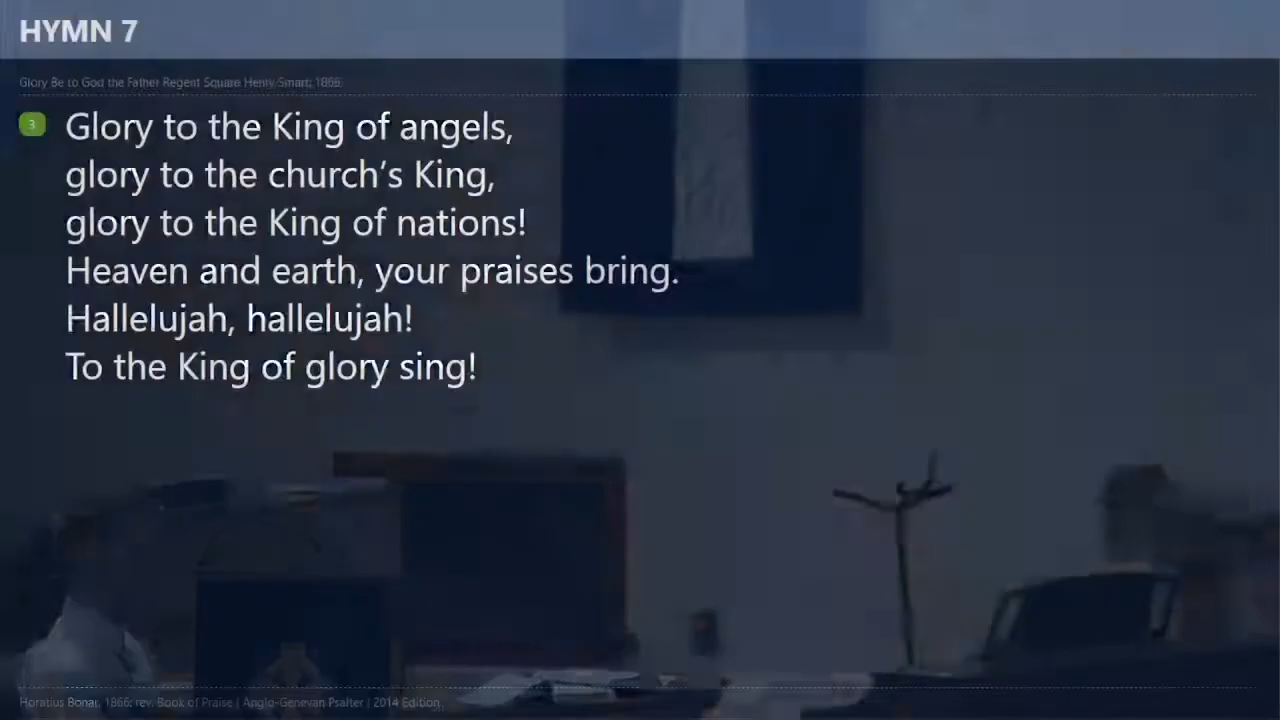 HYMN 7
Glory Be to God the Father Regent Square Henry Smart; 1866
3
Glory to the King of angels,
glory to the church’s King,
glory to the King of nations!
Heaven and earth, your praises bring.
Hallelujah, hallelujah!
To the King of glory sing!
Horatius Bonar, 1866; rev. Book of Praise | Anglo-Genevan Psalter | 2014 Edition